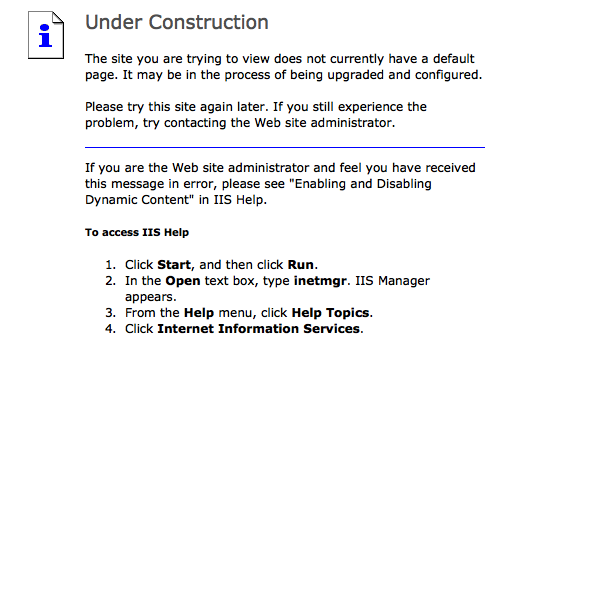 Under Construction
The site you are trying to view does not currently have a default
page. It may be in the process of being upgraded and configured.
Please try this site again later. If you still experience the
problem, try contacting the Web site administrator.
If you are the Web site administrator and feel you have received
this message in error, please see "Enabling and Disabling
Dynamic Content" in IIS Help.
To access IIS Help
1. Click Start, and then click Run.
2. In the Open text box, type inetmgr. IIS Manager
appears.
3. From the Help menu, click Help Topics.
4. Click Internet Information Services.